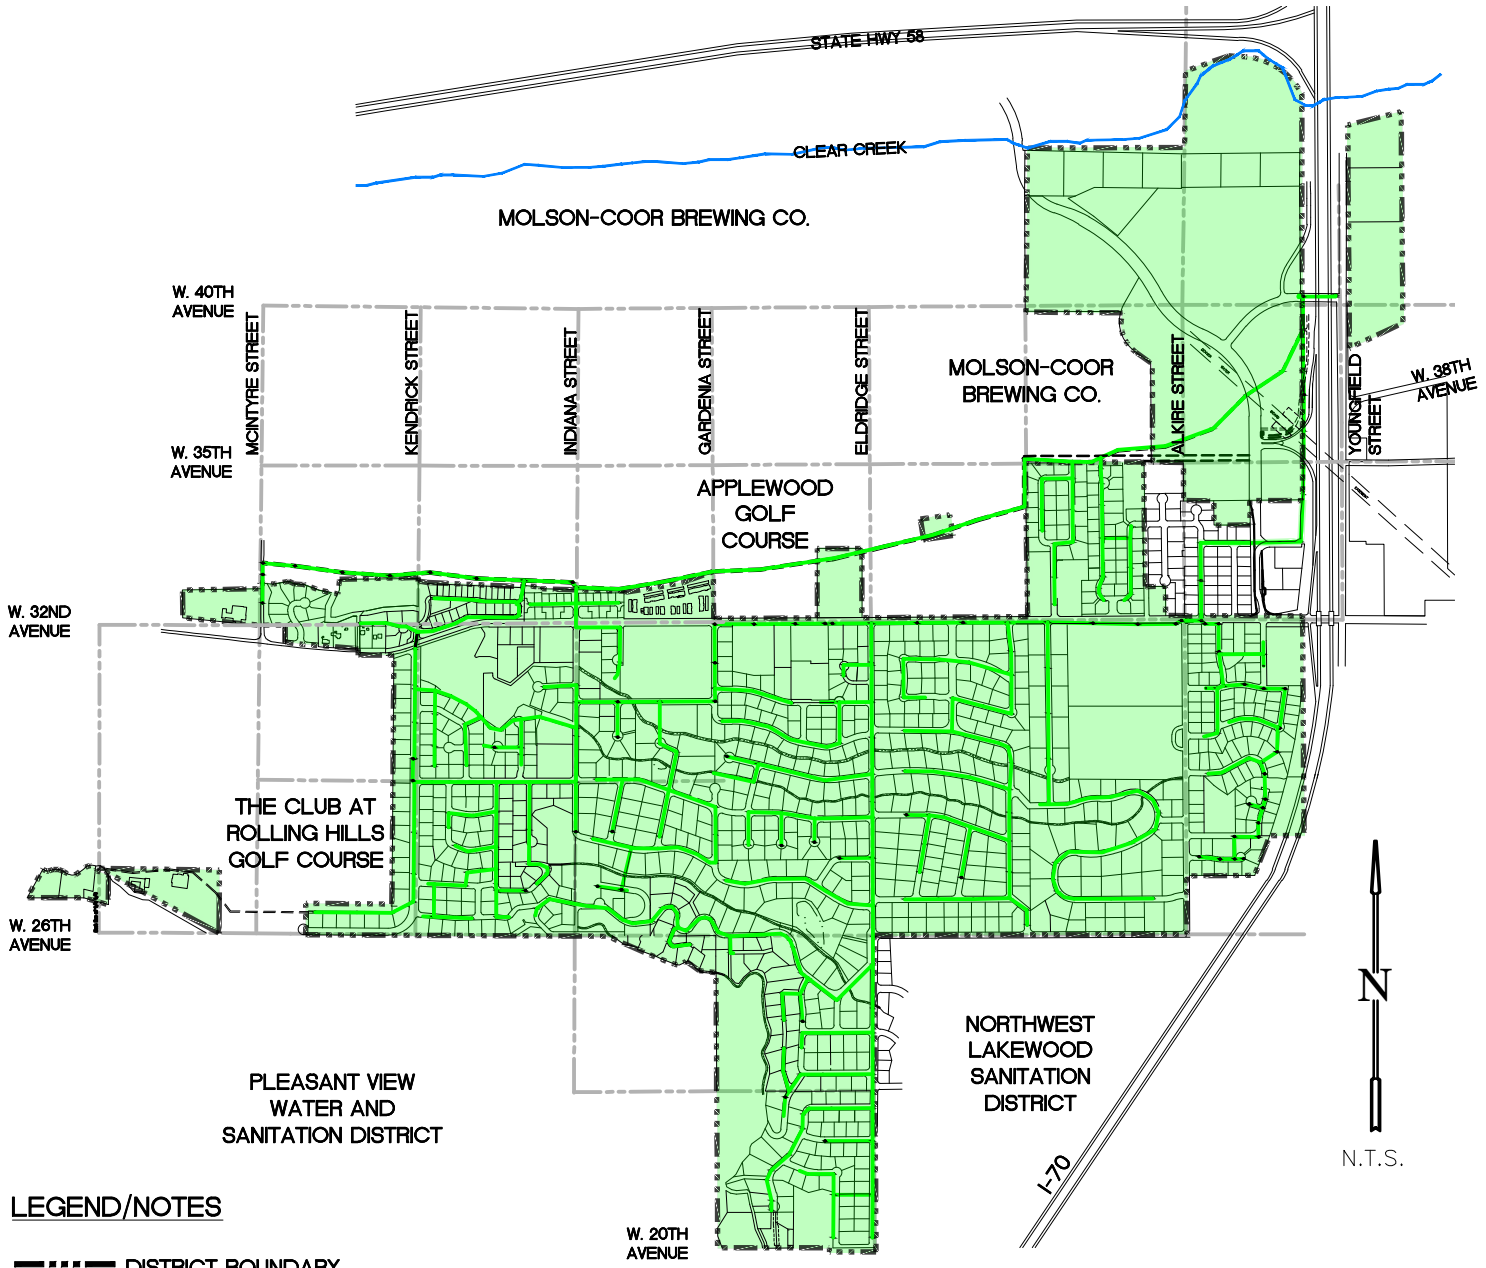 STATE HWY 58
CLEAR CREEK
MOLSON-COOR BREWING CO.
W. 40TH
AVENUE
MCINTYRE STREET
KENDRICK STREET
INDIANA STREET
GARDENIA STREET
ELDRIDGE STREET
MOLSON-COOR
BREWING CO.
ALKIRE STREET
YOUNGFIELD
STREET
W. 38TH
AVENUE
W. 35TH
AVENUE
APPLEWOOD
GOLF
COURSE
W. 32ND
AVENUE
THE CLUB AT
ROLLING HILLS
GOLF COURSE
W. 26TH
AVENUE
N
N.T.S.
NORTHWEST
LAKEWOOD
SANITATION
DISTRICT
PLEASANT VIEW
WATER AND
SANITATION DISTRICT
I-70
LEGEND/NOTES
W. 20TH
AVENUE
DISTRICT BOUNDARY